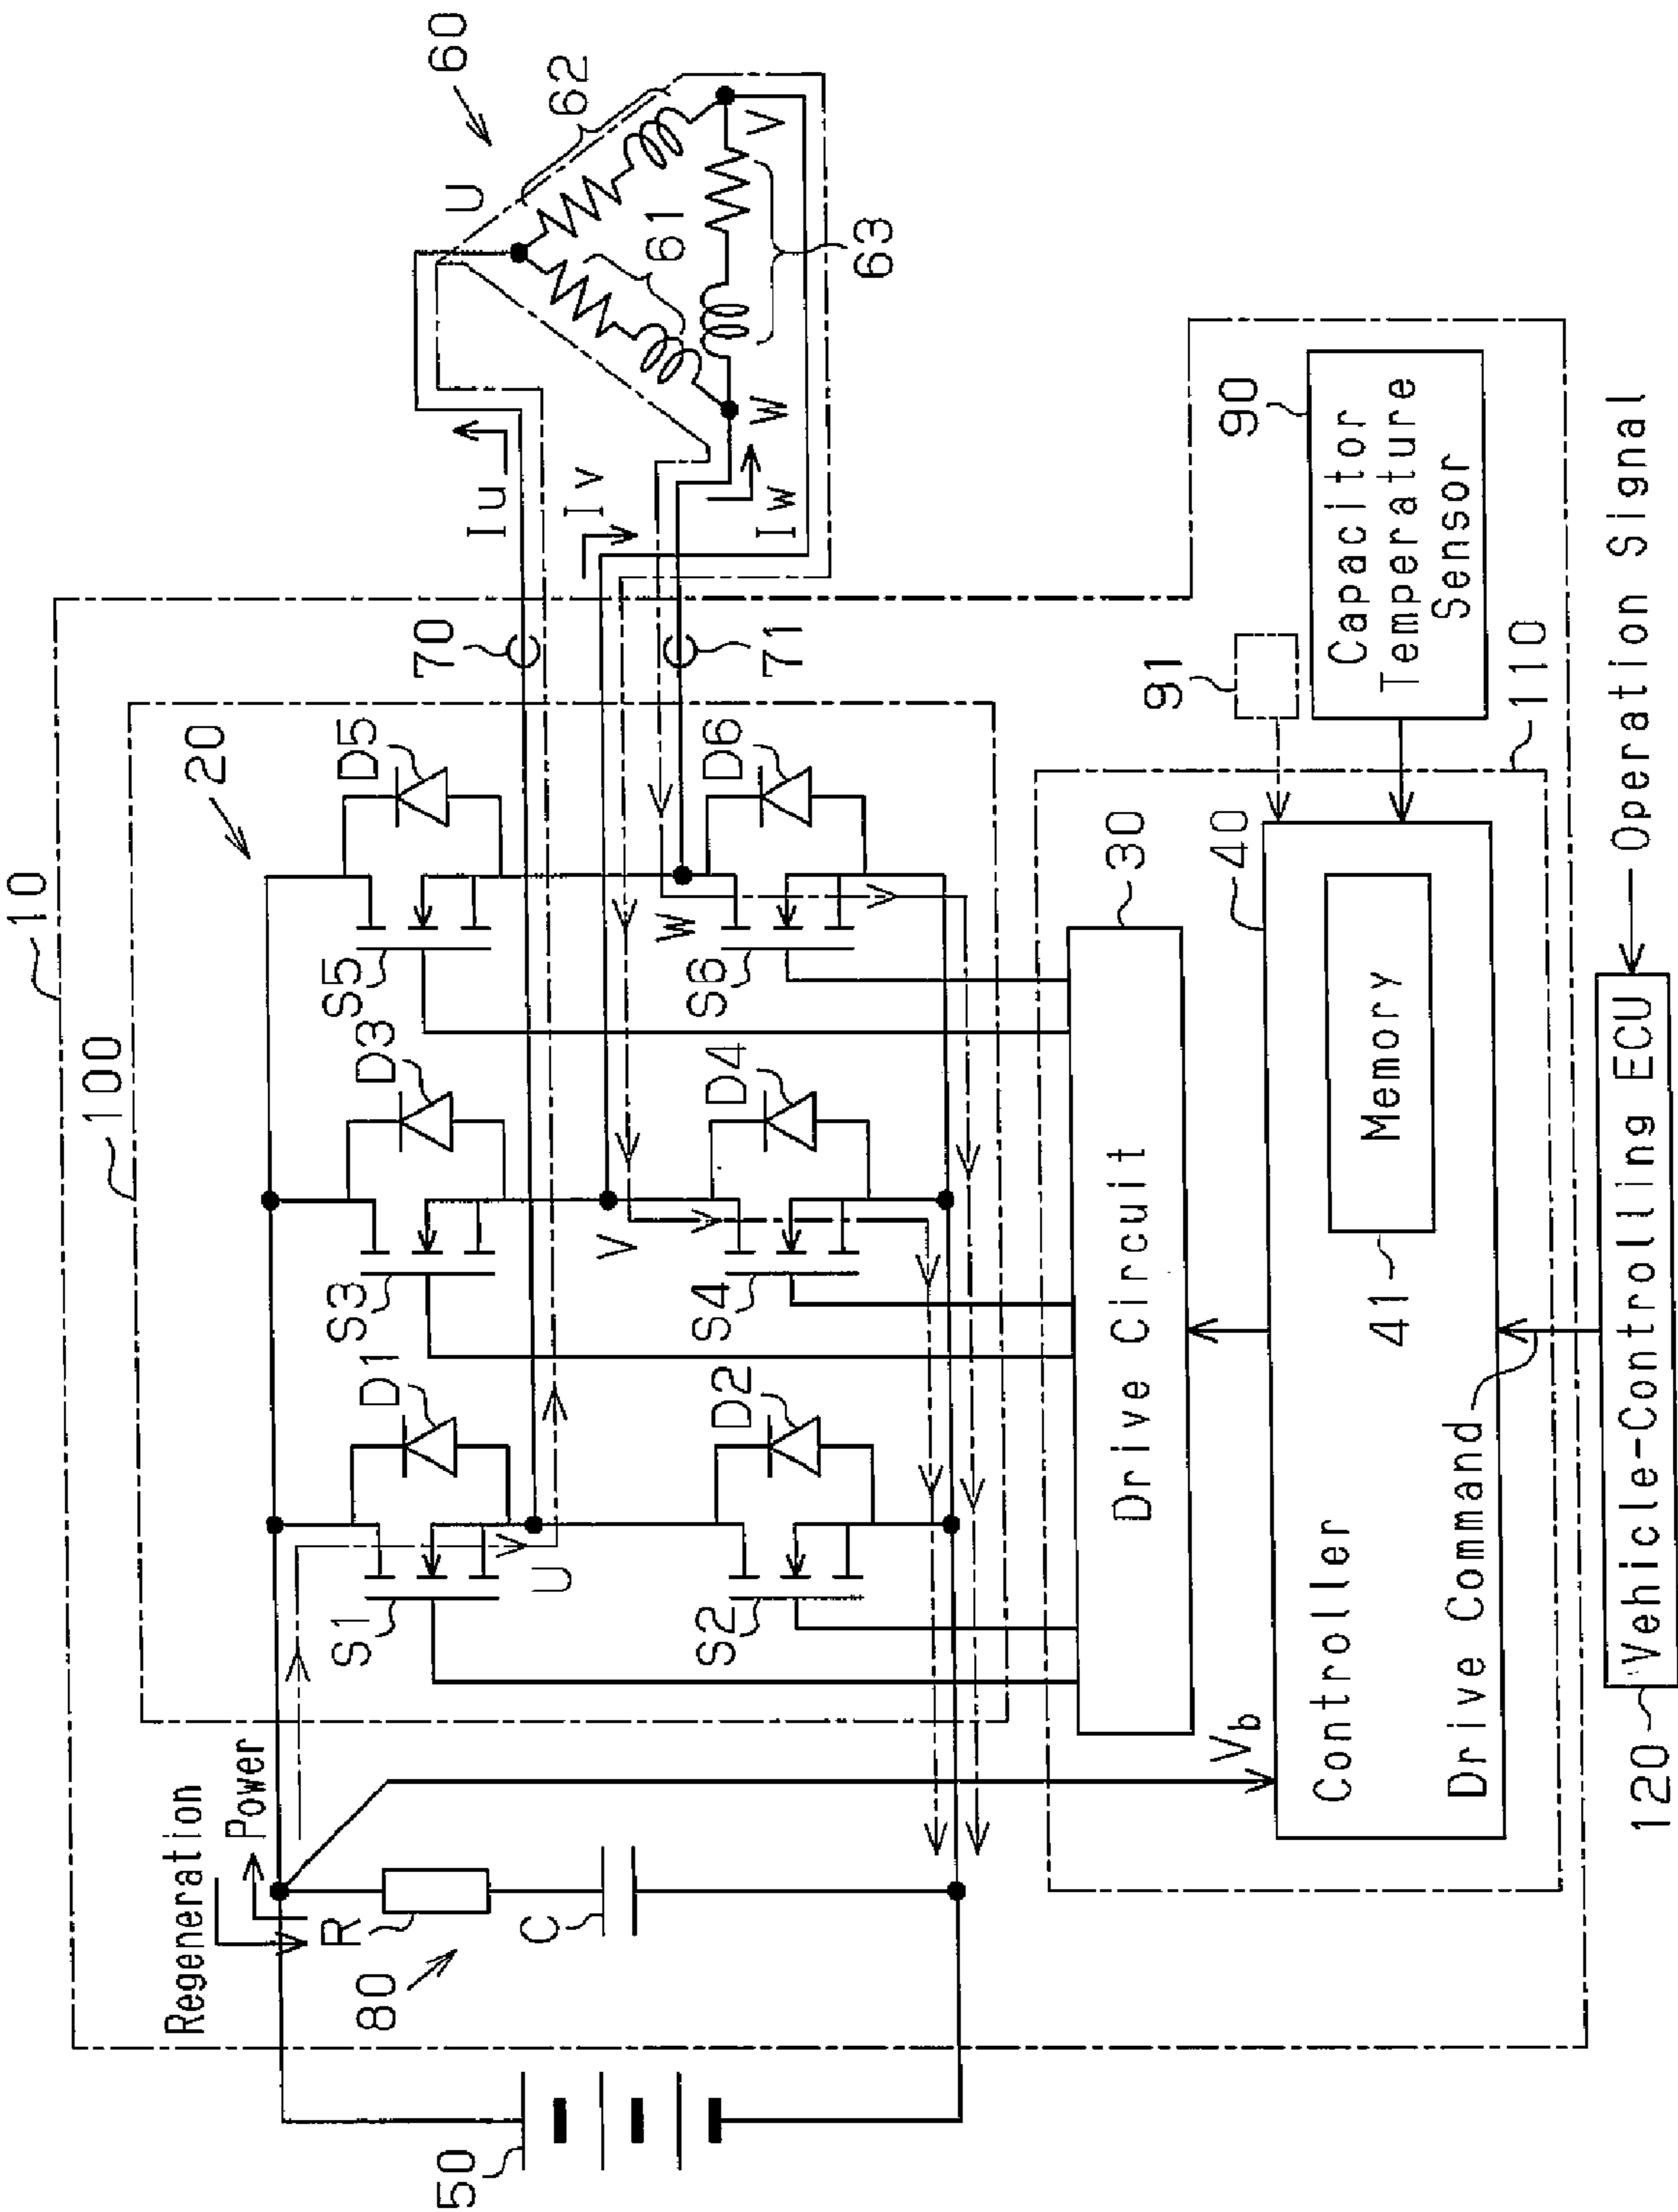 10
100
20
60
Regeneration
Power
R
80
C
50
S1
D1
S3
D3
S5
D5
U
V
W
S2
D2
S4
D4
S6
D6
70
71
Iu
Iv
Iw
U
V
W
61
62
63
Vb
Drive Circuit
30
91
90
Capacitor
Temperature
Sensor
Controller
40
Memory
41
110
Drive Command
120
Vehicle-Controlling ECU
Operation Signal